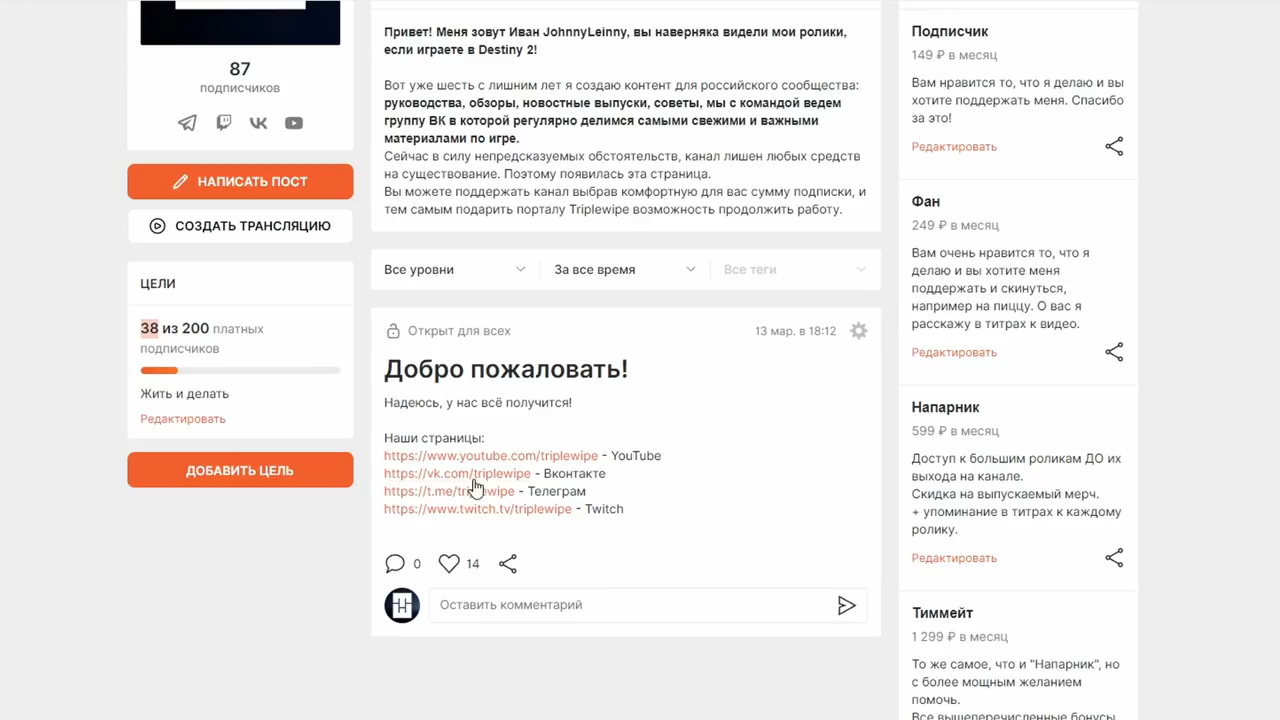 87
подписчиков
НАПИСАТЬ ПОСТ
СОЗДАТЬ ТРАНСЛЯЦИЮ
ЦЕЛИ
38 из 200 платных
подписчиков
Жить и делать
Редактировать
ДОБАВИТЬ ЦЕЛЬ
Привет! Меня зовут Иван JohnnyLeinny, вы наверняка видели мои ролики,
если играете в Destiny 2!
Вот уже шесть с лишним лет я создаю контент для российского сообщества:
руководства, обзоры, новостные выпуски, советы, мы с командой ведем
группу ВК в которой регулярно делимся самыми свежими и важными
материалами по игре.
Сейчас в силу непредсказуемых обстоятельств, канал лишен любых средств
на существование. Поэтому появилась эта страница.
Вы можете поддержать канал выбрав комфортную для вас сумму подписки, и
тем самым подарить порталу Triplewipe возможность продолжить работу.
Все уровни
За все время
Все теги
Открыт для всех
13 мар. в 18:12
Добро пожаловать!
Надеюсь, у нас всё получится!
Наши страницы:
https://www.youtube.com/triplewipe - YouTube
https://vk.com/triplewipe - Вконтакте
https://t.me/triplewipe - Телеграм
https://www.twitch.tv/triplewipe - Twitch
0
14
Оставить комментарий
Подписчик
149 ₽ в месяц
Вам нравится то, что я делаю и вы
хотите поддержать меня. Спасибо
за это!
Редактировать
Фан
249 ₽ в месяц
Вам очень нравится то, что я
делаю и вы хотите меня
поддержать и скинуться,
например на пиццу. О вас я
расскажу в титрах к видео.
Редактировать
Напарник
599 ₽ в месяц
Доступ к большим роликам ДО их
выхода на канале.
Скидка на выпускаемый мерч.
+ упоминание в титрах к каждому
ролику.
Редактировать
Тиммейт
1 299 ₽ в месяц
То же самое, что и "Напарник", но
с более мощным желанием
помочь.
Все вышеперечисленные бонусы